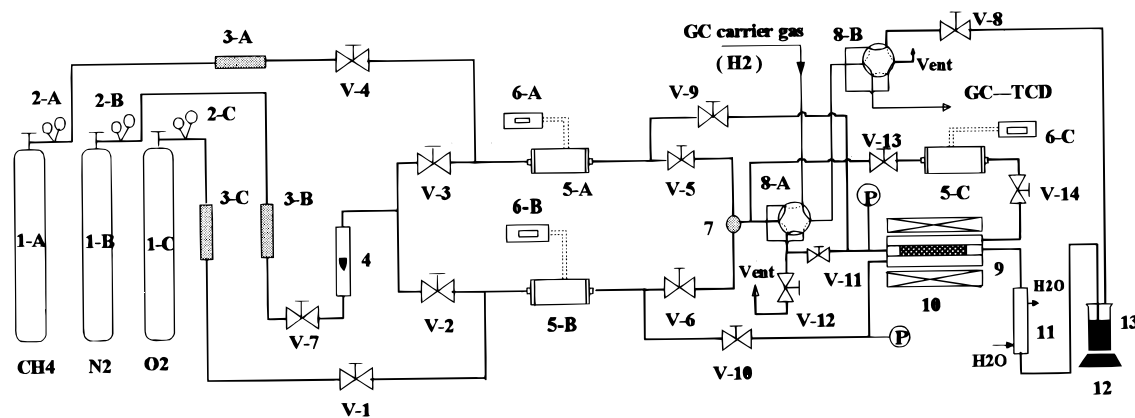 V-8
3-A
GC carrier gas
8-B
(H2)
Vent
2-A
2-B
V-4
6-A
V-9
GC—TCD
2-C
6-C
V-13
V-3
5-A
V-5
8-A
5-C
V-14
3-C
3-B
6-B
7
P
1-A
1-B
1-C
4
9
Vent
V-11
H2O
10
V-2
5-B
V-6
V-12
11
13
V-7
P
H2O
CH4
N2
O2
V-10
12
V-1